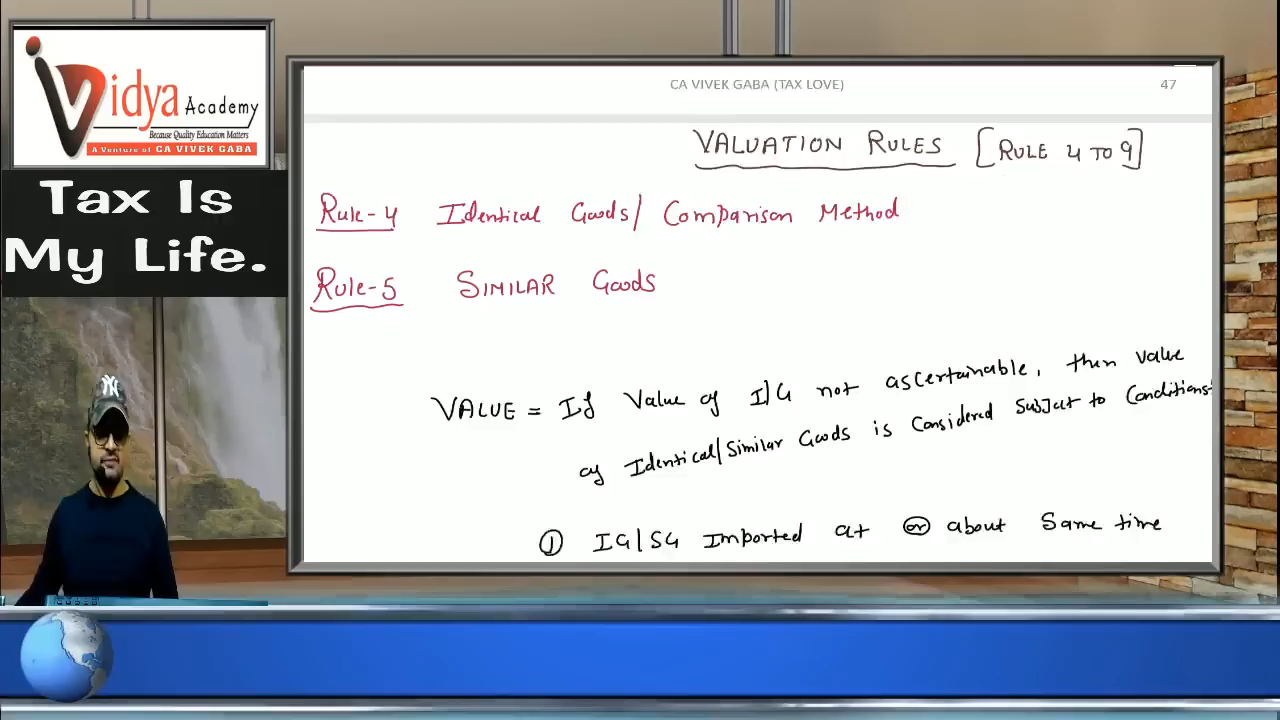 iVidya Academy
Because Quality Education Matters
A Venture of CA VIVEK GABA
Tax Is
My Life.
NY
CA VIVEK GABA (TAX LOVE) 47
VALUATION RULES [RULE 4 TO 9]
Rule-4 Identical Goods/ Comparison Method
Rule-5 SIMILAR Goods
VALUE = If Value of I/G not ascertainable, then value
of Identical/Similar Goods is Considered Subject to Conditions
① IG/SG Imported at or about Same time